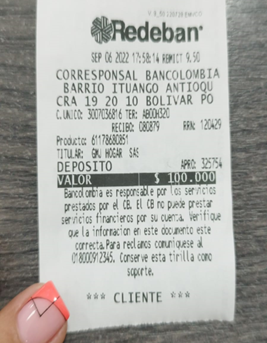 Redeban
SEP 06 2022 17:58:14 RBMICT 9.50
CORRESPONSAL BANCOLOMBIA
BARRIO ITUANGO ANTIOQU
CRA 19 20 10 BOLIVAR PO
C.UNICO: 3007036816 TER: ABOOH320
RECIBO: 080879 RRN: 120429
Producto: 61178680851
TITULAR: GMJ HOGAR SAS
DEPOSITO APRO: 325754
VALOR $ 100.000
Bancolombia es responsable por los servicios
prestados por el CB. El CB no puede prestar
servicios financieros por su cuenta. Verifique
que la informacion en este documento este
correcta. Para reclamos comuniquese al
018000912345. Conserve esta tirilla como
soporte.
*** CLIENTE ***